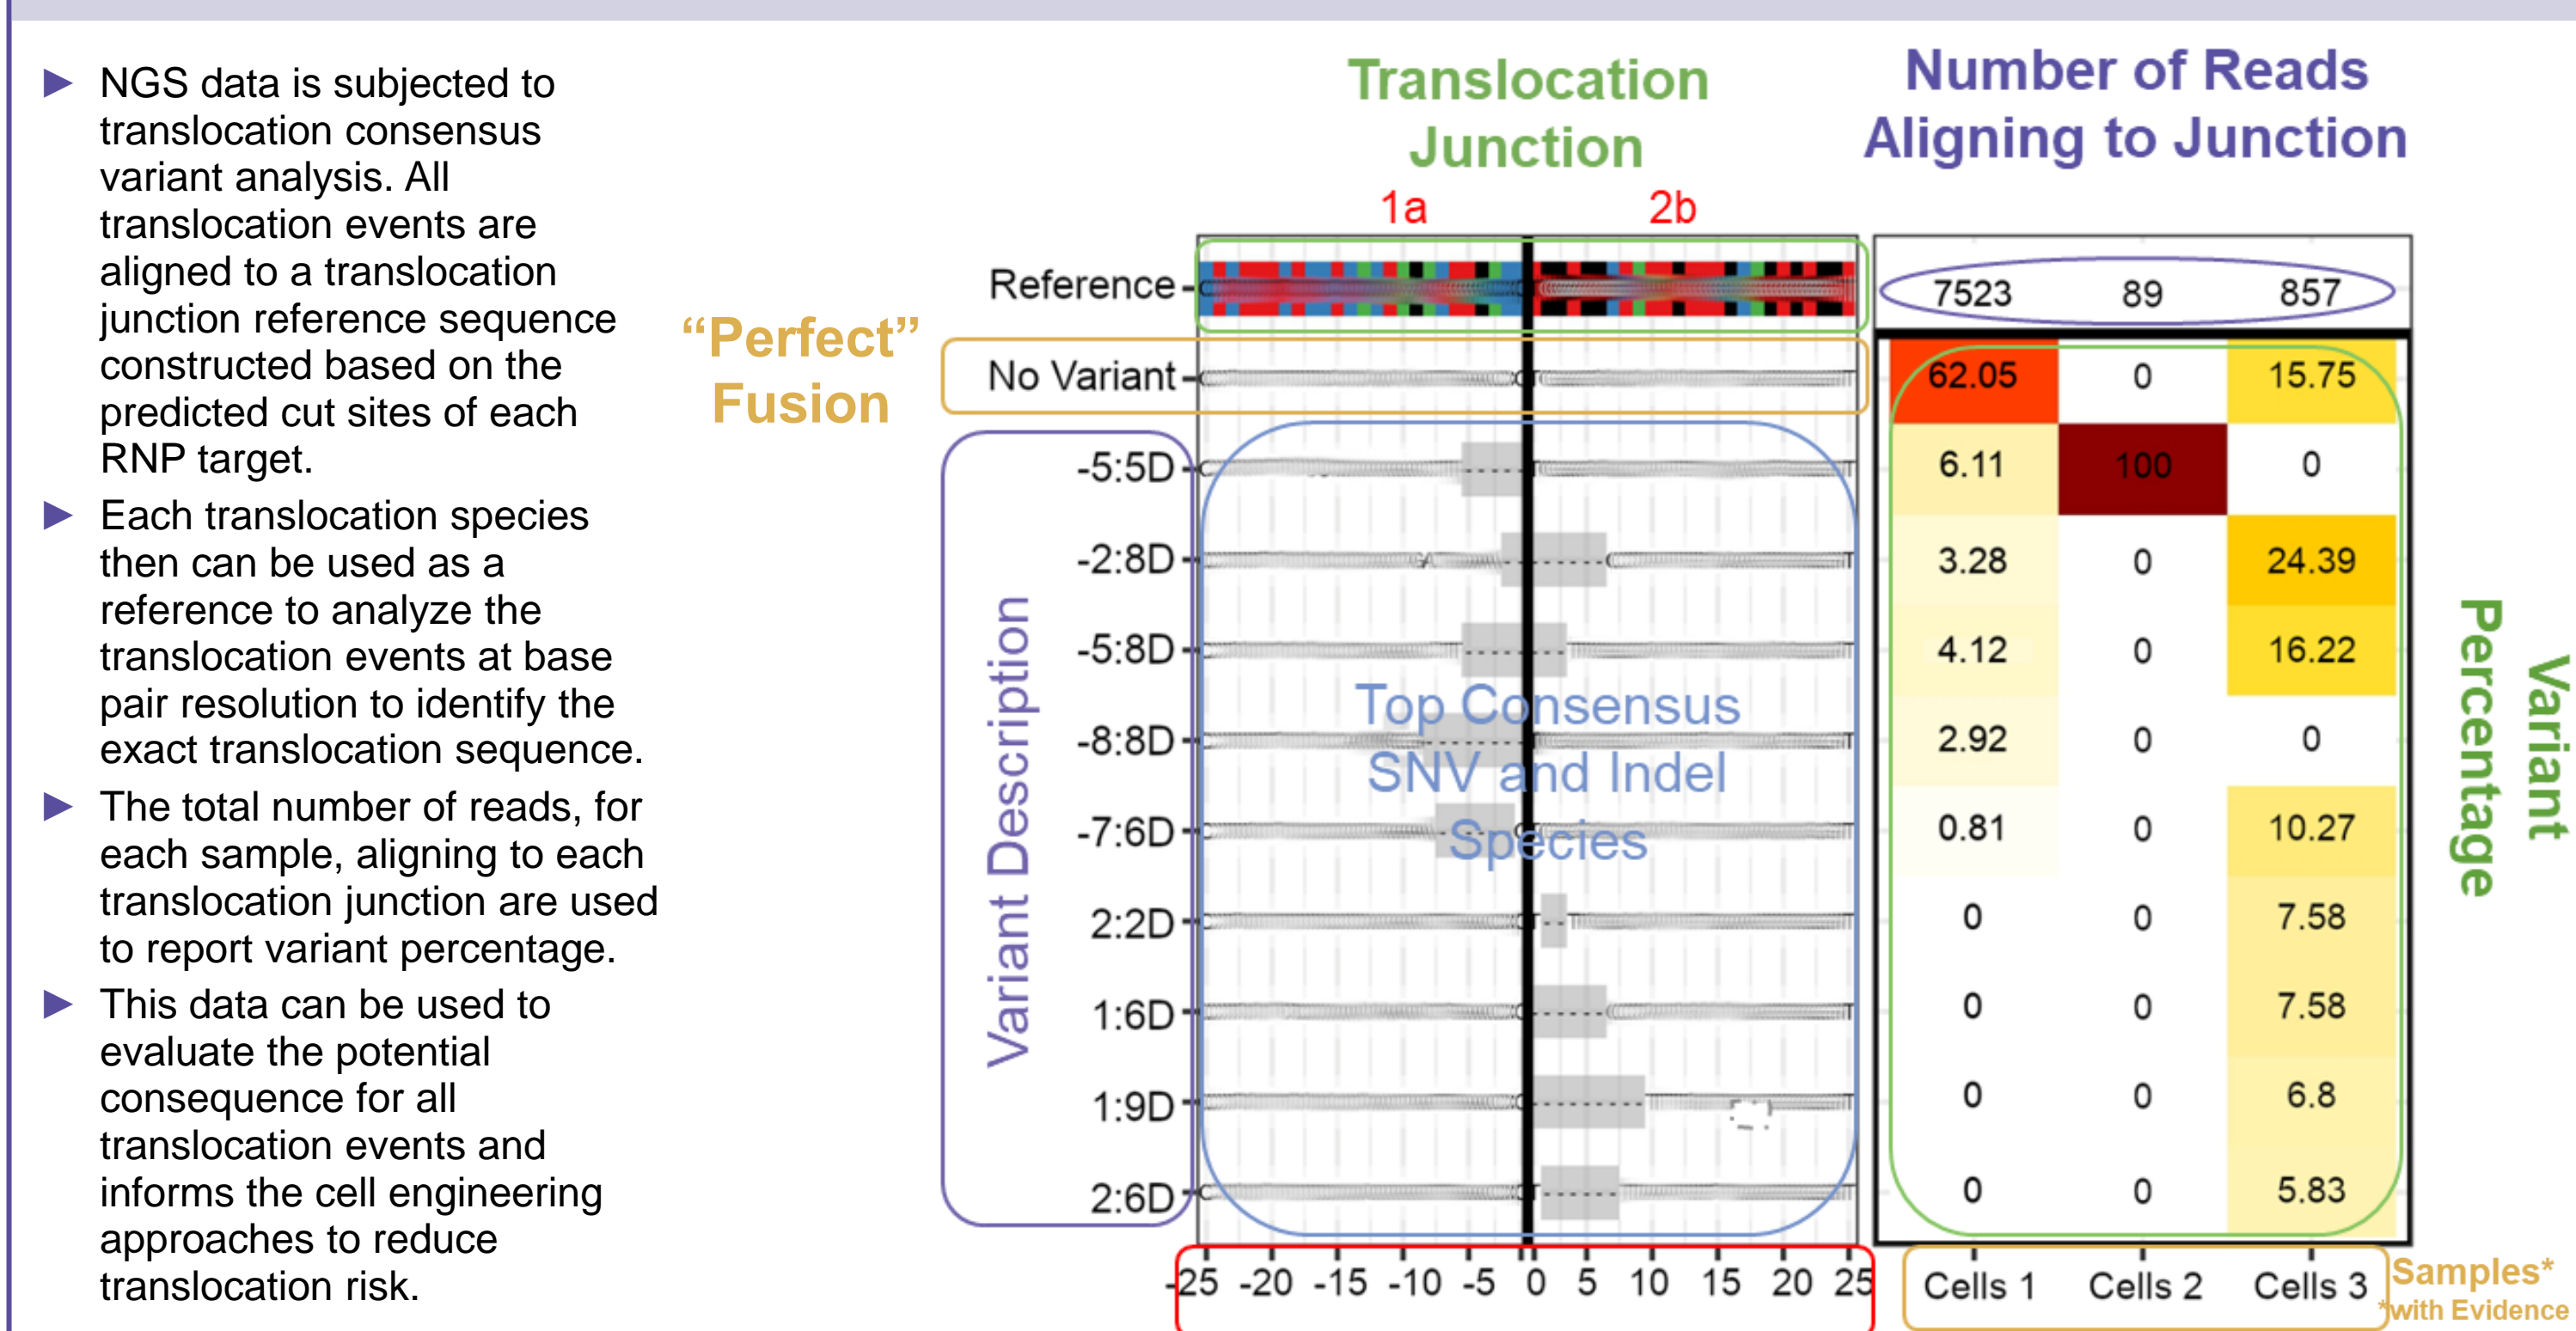 ► NGS data is subjected to
translocation consensus
variant analysis. All
translocation events are
aligned to a translocation
junction reference sequence
constructed based on the
predicted cut sites of each
RNP target.
► Each translocation species
then can be used as a
reference to analyze the
translocation events at base
pair resolution to identify the
exact translocation sequence.
► The total number of reads, for
each sample, aligning to each
translocation junction are used
to report variant percentage.
► This data can be used to
evaluate the potential
consequence for all
translocation events and
informs the cell engineering
approaches to reduce
translocation risk.
“Perfect”
Fusion
Translocation
Junction
1a 2b
Number of Reads
Aligning to Junction
Reference 7523 89 857
No Variant 62.05 0 15.75
-5:5D 6.11 100 0
-2:8D 3.28 0 24.39
-5:8D 4.12 0 16.22
-8:8D 2.92 0 0
-7:6D 0.81 0 10.27
2:2D 0 0 7.58
1:6D 0 0 7.58
1:9D 0 0 6.8
2:6D 0 0 5.83
Variant Description
Top Consensus
SNV and Indel
Species
Variant
Percentage
-25 -20 -15 -10 -5 0 5 10 15 20 25
Cells 1 Cells 2 Cells 3
Samples*
*with Evidence